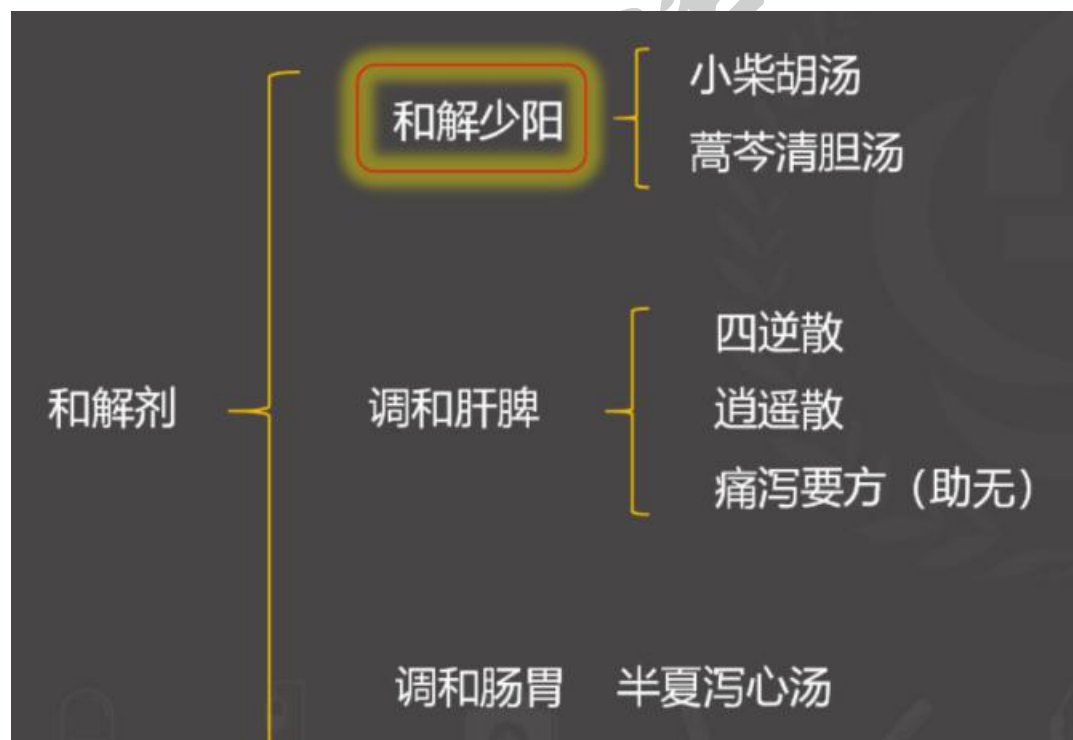 和解少阳
小柴胡汤
蒿芩清胆汤
和解剂
调和肝脾
四逆散
逍遥散
痛泻要方（助无）
调和肠胃 半夏泻心汤